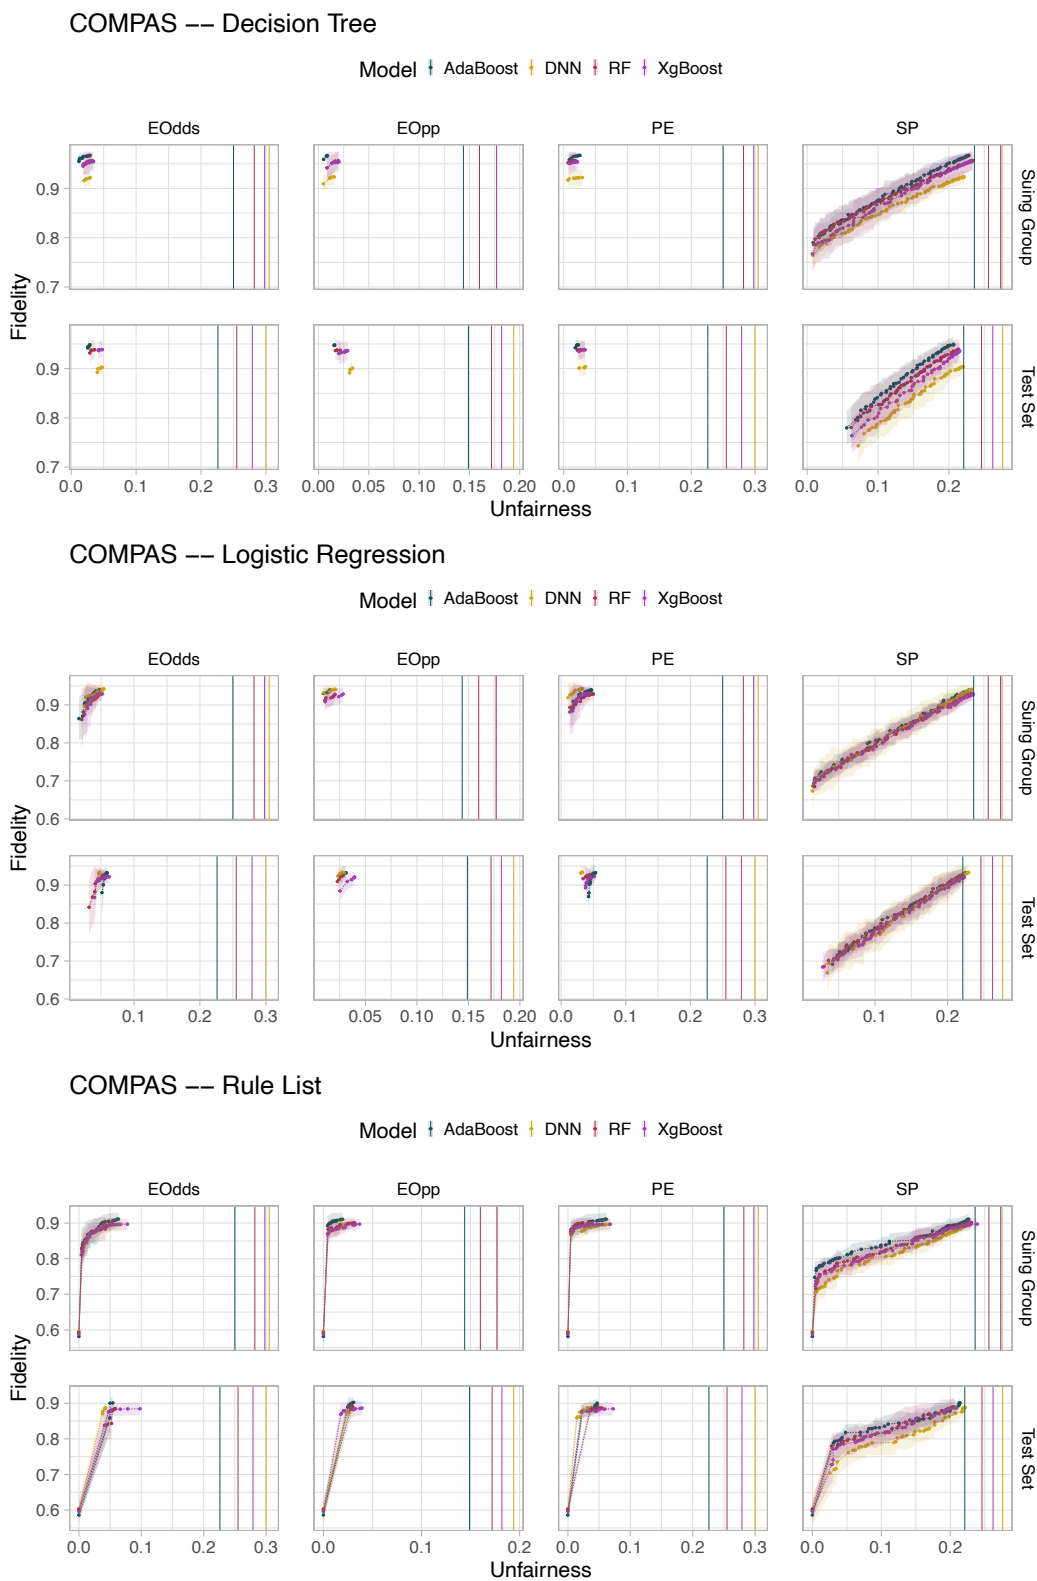 COMPAS −− Decision Tree
Model AdaBoost DNN RF XgBoost
EOdds EOpp PE SP
0.9
0.8
0.7
Suing Group
Fidelity
0.9
0.8
0.7
Test Set
0.0 0.1 0.2 0.3 0.00 0.05 0.10 0.15 0.20 0.0 0.1 0.2 0.3 0.1 0.2
Unfairness
COMPAS −− Logistic Regression
Model AdaBoost DNN RF XgBoost
EOdds EOpp PE SP
0.9
0.8
0.7
0.6
Suing Group
Fidelity
0.9
0.8
0.7
0.6
Test Set
0.1 0.2 0.3 0.05 0.10 0.15 0.20 0.0 0.1 0.2 0.3 0.1 0.2
Unfairness
COMPAS −− Rule List
Model AdaBoost DNN RF XgBoost
EOdds EOpp PE SP
0.9
0.8
0.7
0.6
Suing Group
Fidelity
0.9
0.8
0.7
0.6
Test Set
0.0 0.1 0.2 0.3 0.0 0.1 0.2 0.0 0.1 0.2 0.3 0.0 0.1 0.2
Unfairness